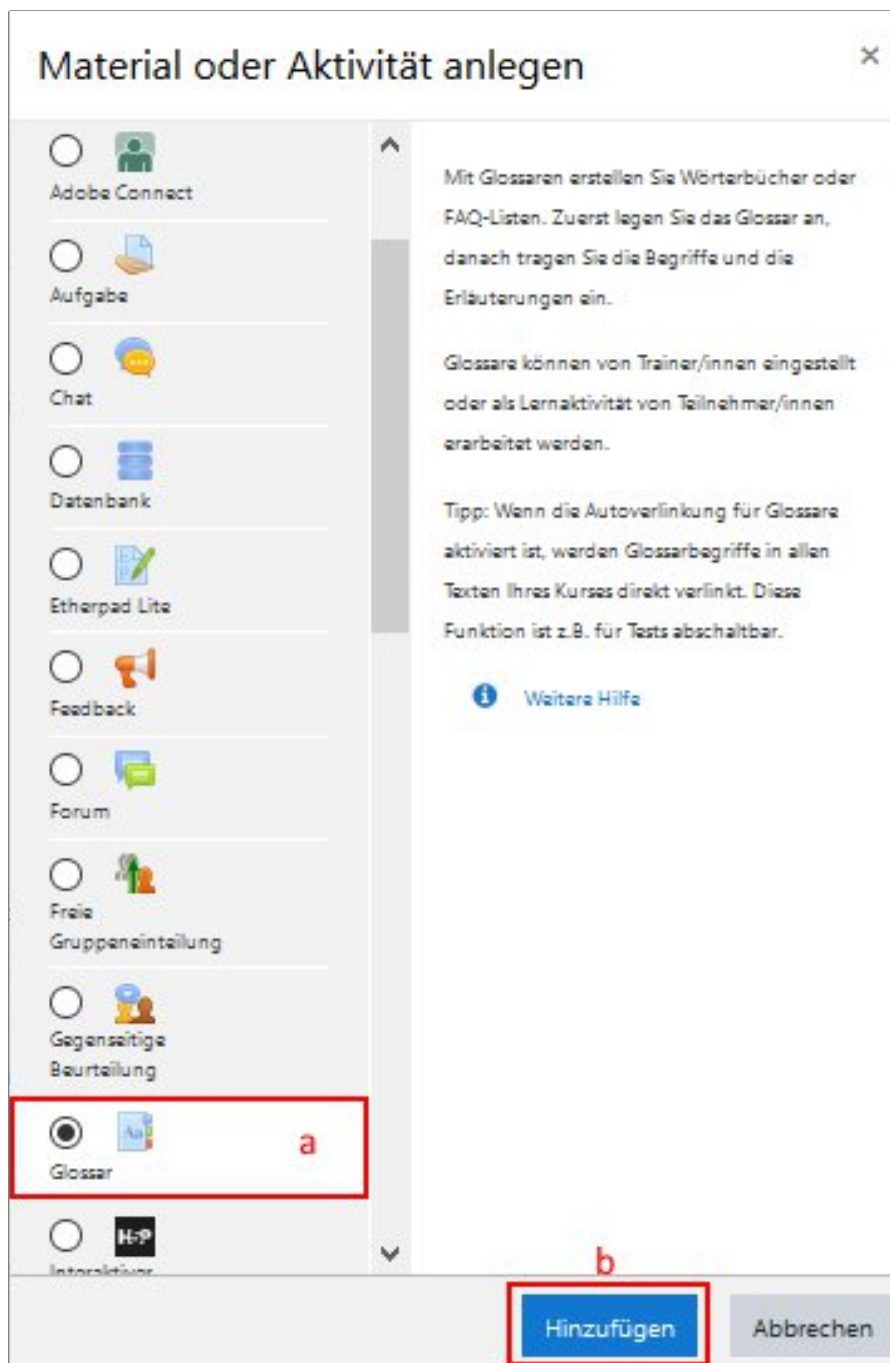 Material oder Aktivität anlegen
×
Adobe Connect
Aufgabe
Chat
Datenbank
Etherpad Lite
Feedback
Forum
Freie
Gruppeneinteilung
Gegenseitige
Beurteilung
Aa
a
Glossar
H-P
Interaktiver
Mit Glossaren erstellen Sie Wörterbücher oder
FAQ-Listen. Zuerst legen Sie das Glossar an,
danach tragen Sie die Begriffe und die
Erläuterungen ein.
Glossare können von Trainer/innen eingestellt
oder als Lernaktivität von Teilnehmer/innen
erarbeitet werden.
Tipp: Wenn die Autoverlinkung für Glossare
aktiviert ist, werden Glossarbegriffe in allen
Texten Ihres Kurses direkt verlinkt. Diese
Funktion ist z.B. für Tests abschaltbar.
Weitere Hilfe
b
Hinzufügen
Abbrechen